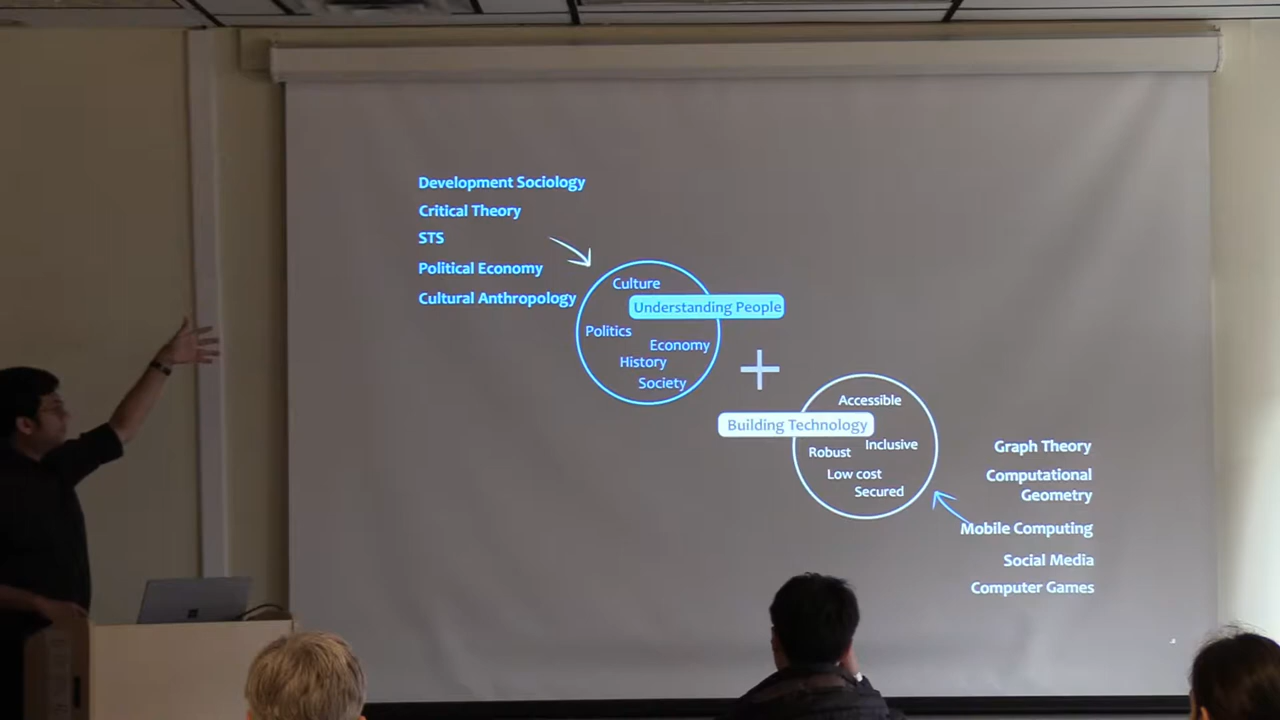 Development Sociology
Critical Theory
STS
Political Economy
Cultural Anthropology
Culture
Understanding People
Politics
Economy
History
Society
+
Accessible
Building Technology
Inclusive
Robust
Low cost
Secured
Graph Theory
Computational
Geometry
Mobile Computing
Social Media
Computer Games